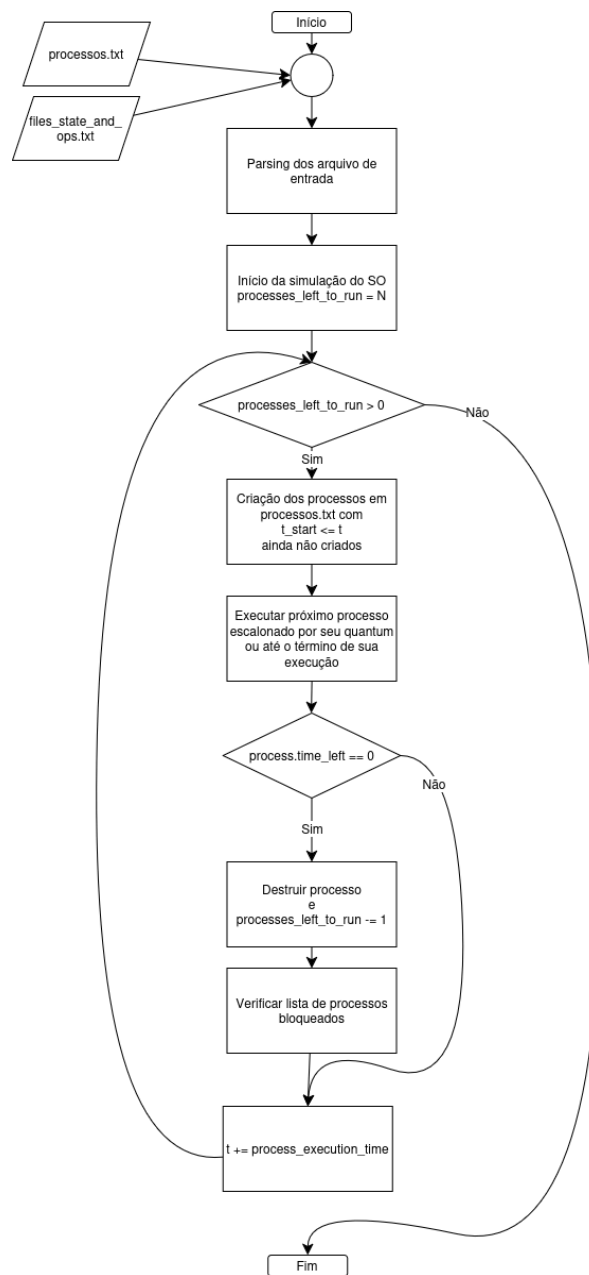 Início
processos.txt
files_state_and_
ops.txt
Parsing dos arquivo de
entrada
Início da simulação do SO
processes_left_to_run = N
processes_left_to_run > 0
Não
Sim
Criação dos processos em
processos.txt com
t_start <= t
ainda não criados
Executar próximo processo
escalonado por seu quantum
ou até o término de sua
execução
process.time_left == 0
Não
Sim
Destruir processo
e
processes_left_to_run -= 1
Verificar lista de processos
bloqueados
t += process_execution_time
Fim